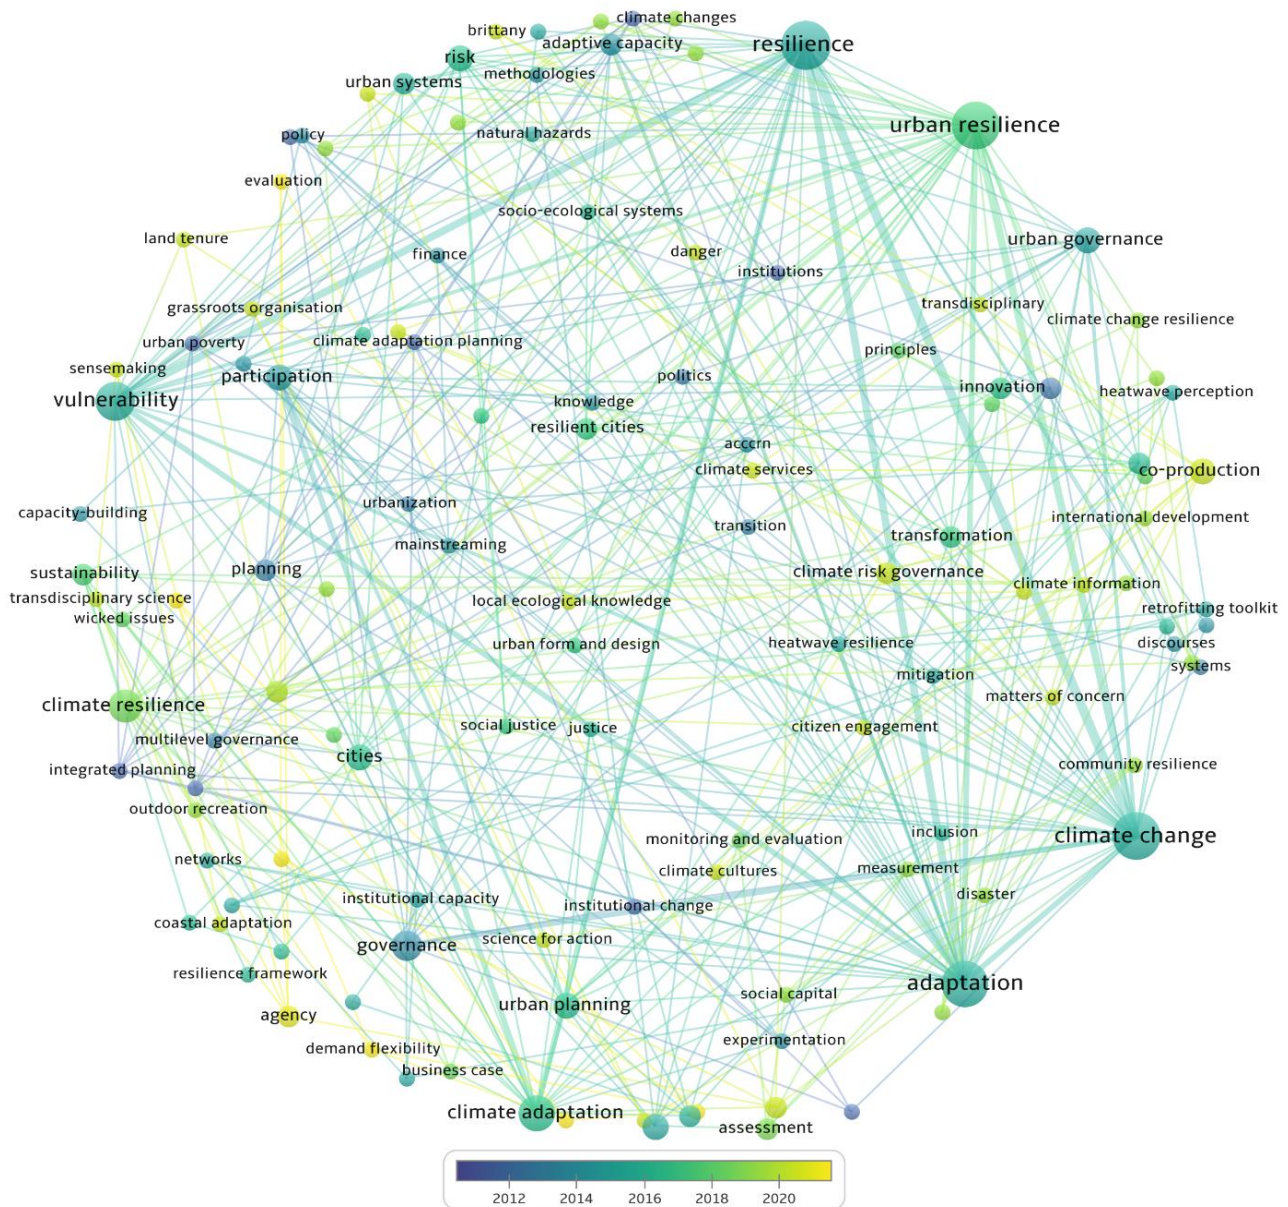 climate changes
brittany
adaptive capacity
resilience
risk
methodologies
urban systems
urban resilience
policy
natural hazards
evaluation
socio-ecological systems
land tenure
urban governance
finance
danger
institutions
grassroots organisation
transdisciplinary
climate change resilience
urban poverty
climate adaptation planning
principles
sensemaking
participation
politics
innovation
heatwave perception
vulnerability
knowledge
resilient cities
acccrn
climate services
co-production
urbanization
capacity-building
transition
international development
transformation
mainstreaming
planning
sustainability
climate risk governance
climate information
transdisciplinary science
local ecological knowledge
retrofitting toolkit
wicked issues
urban form and design
heatwave resilience
discourses
systems
mitigation
matters of concern
climate resilience
social justice
justice
citizen engagement
multilevel governance
cities
integrated planning
community resilience
outdoor recreation
climate change
monitoring and evaluation
inclusion
networks
climate cultures
measurement
disaster
institutional capacity
institutional change
coastal adaptation
governance
science for action
resilience framework
adaptation
social capital
urban planning
agency
experimentation
demand flexibility
business case
climate adaptation
assessment
2012
2014
2016
2018
2020